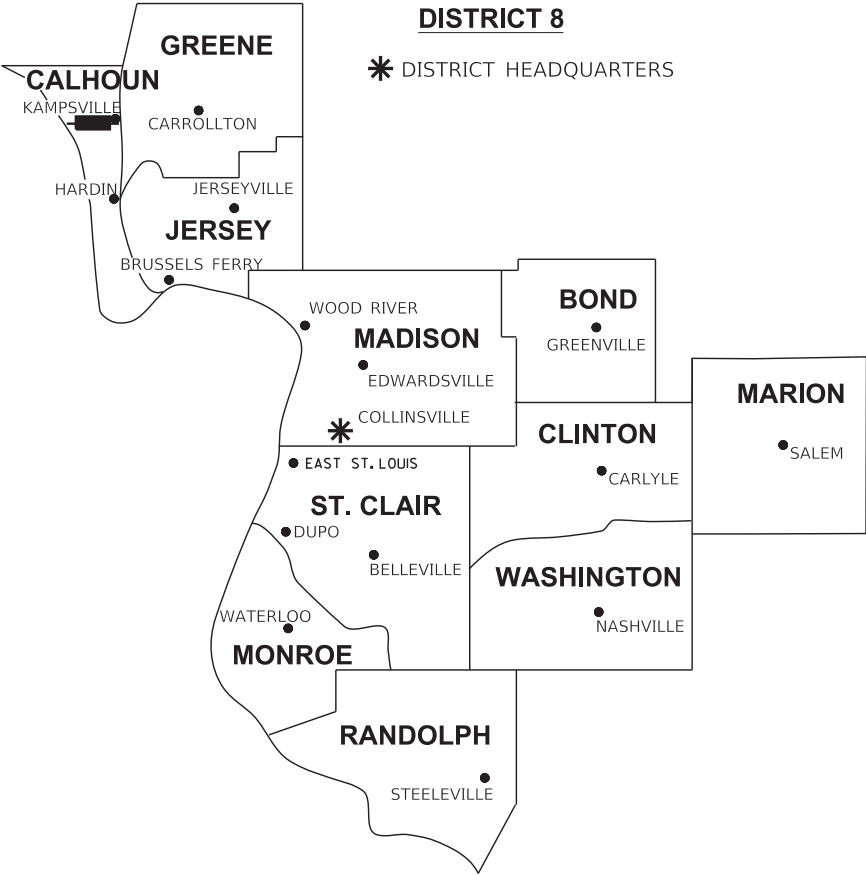 DISTRICT 8
DISTRICT HEADQUARTERS
GREENE
CALHOUN
KAMPSVILLE
CARROLLTON
HARDIN
JERSEYVILLE
JERSEY
BRUSSELS FERRY
WOOD RIVER
MADISON
EDWARDSVILLE
COLLINSVILLE
BOND
GREENVILLE
MARION
SALEM
CLINTON
CARLYLE
EAST ST. LOUIS
ST. CLAIR
DUPO
BELLEVILLE
WASHINGTON
NASHVILLE
WATERLOO
MONROE
RANDOLPH
STEELEVILLE